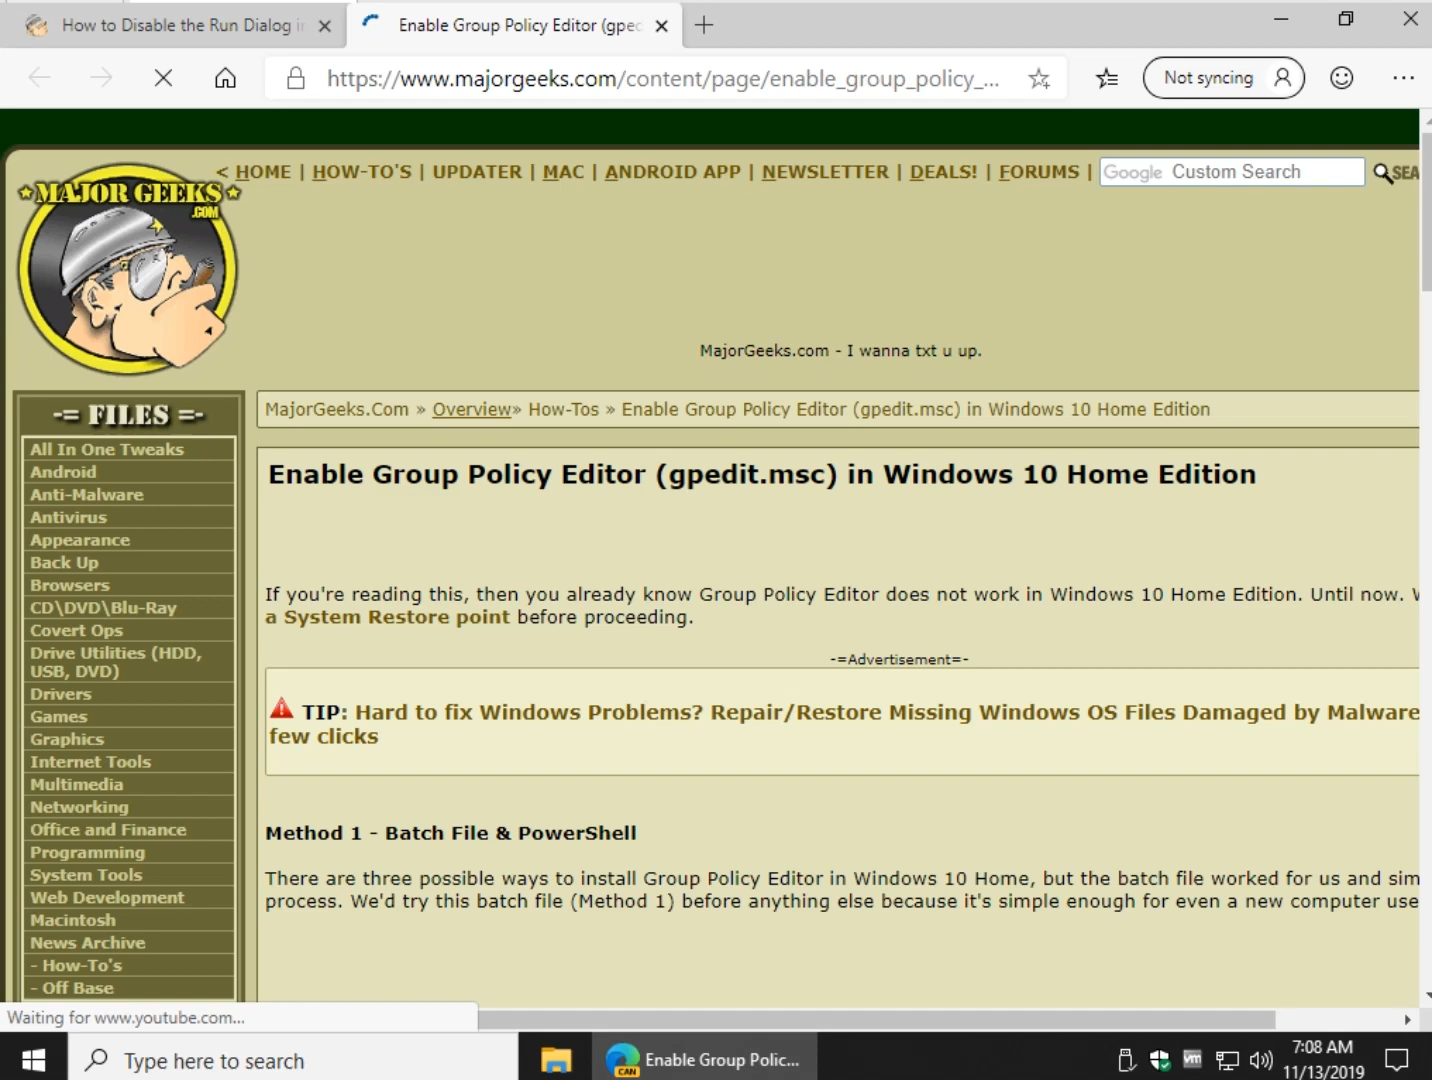 How to Disable the Run Dialog i
Enable Group Policy Editor (gpec
https://www.majorgeeks.com/content/page/enable_group_policy_...
Not syncing
MAJOR GEEKS
.COM
< HOME | HOW-TO'S | UPDATER | MAC | ANDROID APP | NEWSLETTER | DEALS! | FORUMS |
Google Custom Search
SEA
MajorGeeks.com - I wanna txt u up.
-= FILES =-
All In One Tweaks
Android
Anti-Malware
Antivirus
Appearance
Back Up
Browsers
CD\DVD\Blu-Ray
Covert Ops
Drive Utilities (HDD,
USB, DVD)
Drivers
Games
Graphics
Internet Tools
Multimedia
Networking
Office and Finance
Programming
System Tools
Web Development
Macintosh
News Archive
- How-To's
- Off Base
MajorGeeks.Com » Overview» How-Tos » Enable Group Policy Editor (gpedit.msc) in Windows 10 Home Edition
Enable Group Policy Editor (gpedit.msc) in Windows 10 Home Edition
If you're reading this, then you already know Group Policy Editor does not work in Windows 10 Home Edition. Until now.
a System Restore point before proceeding.
-=Advertisement=-
TIP: Hard to fix Windows Problems? Repair/Restore Missing Windows OS Files Damaged by Malware
few clicks
Method 1 - Batch File & PowerShell
There are three possible ways to install Group Policy Editor in Windows 10 Home, but the batch file worked for us and sim
process. We'd try this batch file (Method 1) before anything else because it's simple enough for even a new computer use
Waiting for www.youtube.com...
Type here to search
CAN
Enable Group Polic...
vm
7:08 AM
11/13/2019